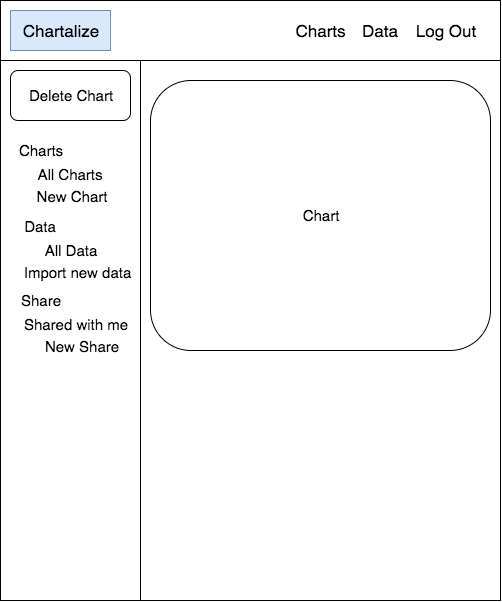 Chartalize
Charts Data Log Out
Delete Chart
Charts
All Charts
New Chart
Data
All Data
Import new data
Share
Shared with me
New Share
Chart